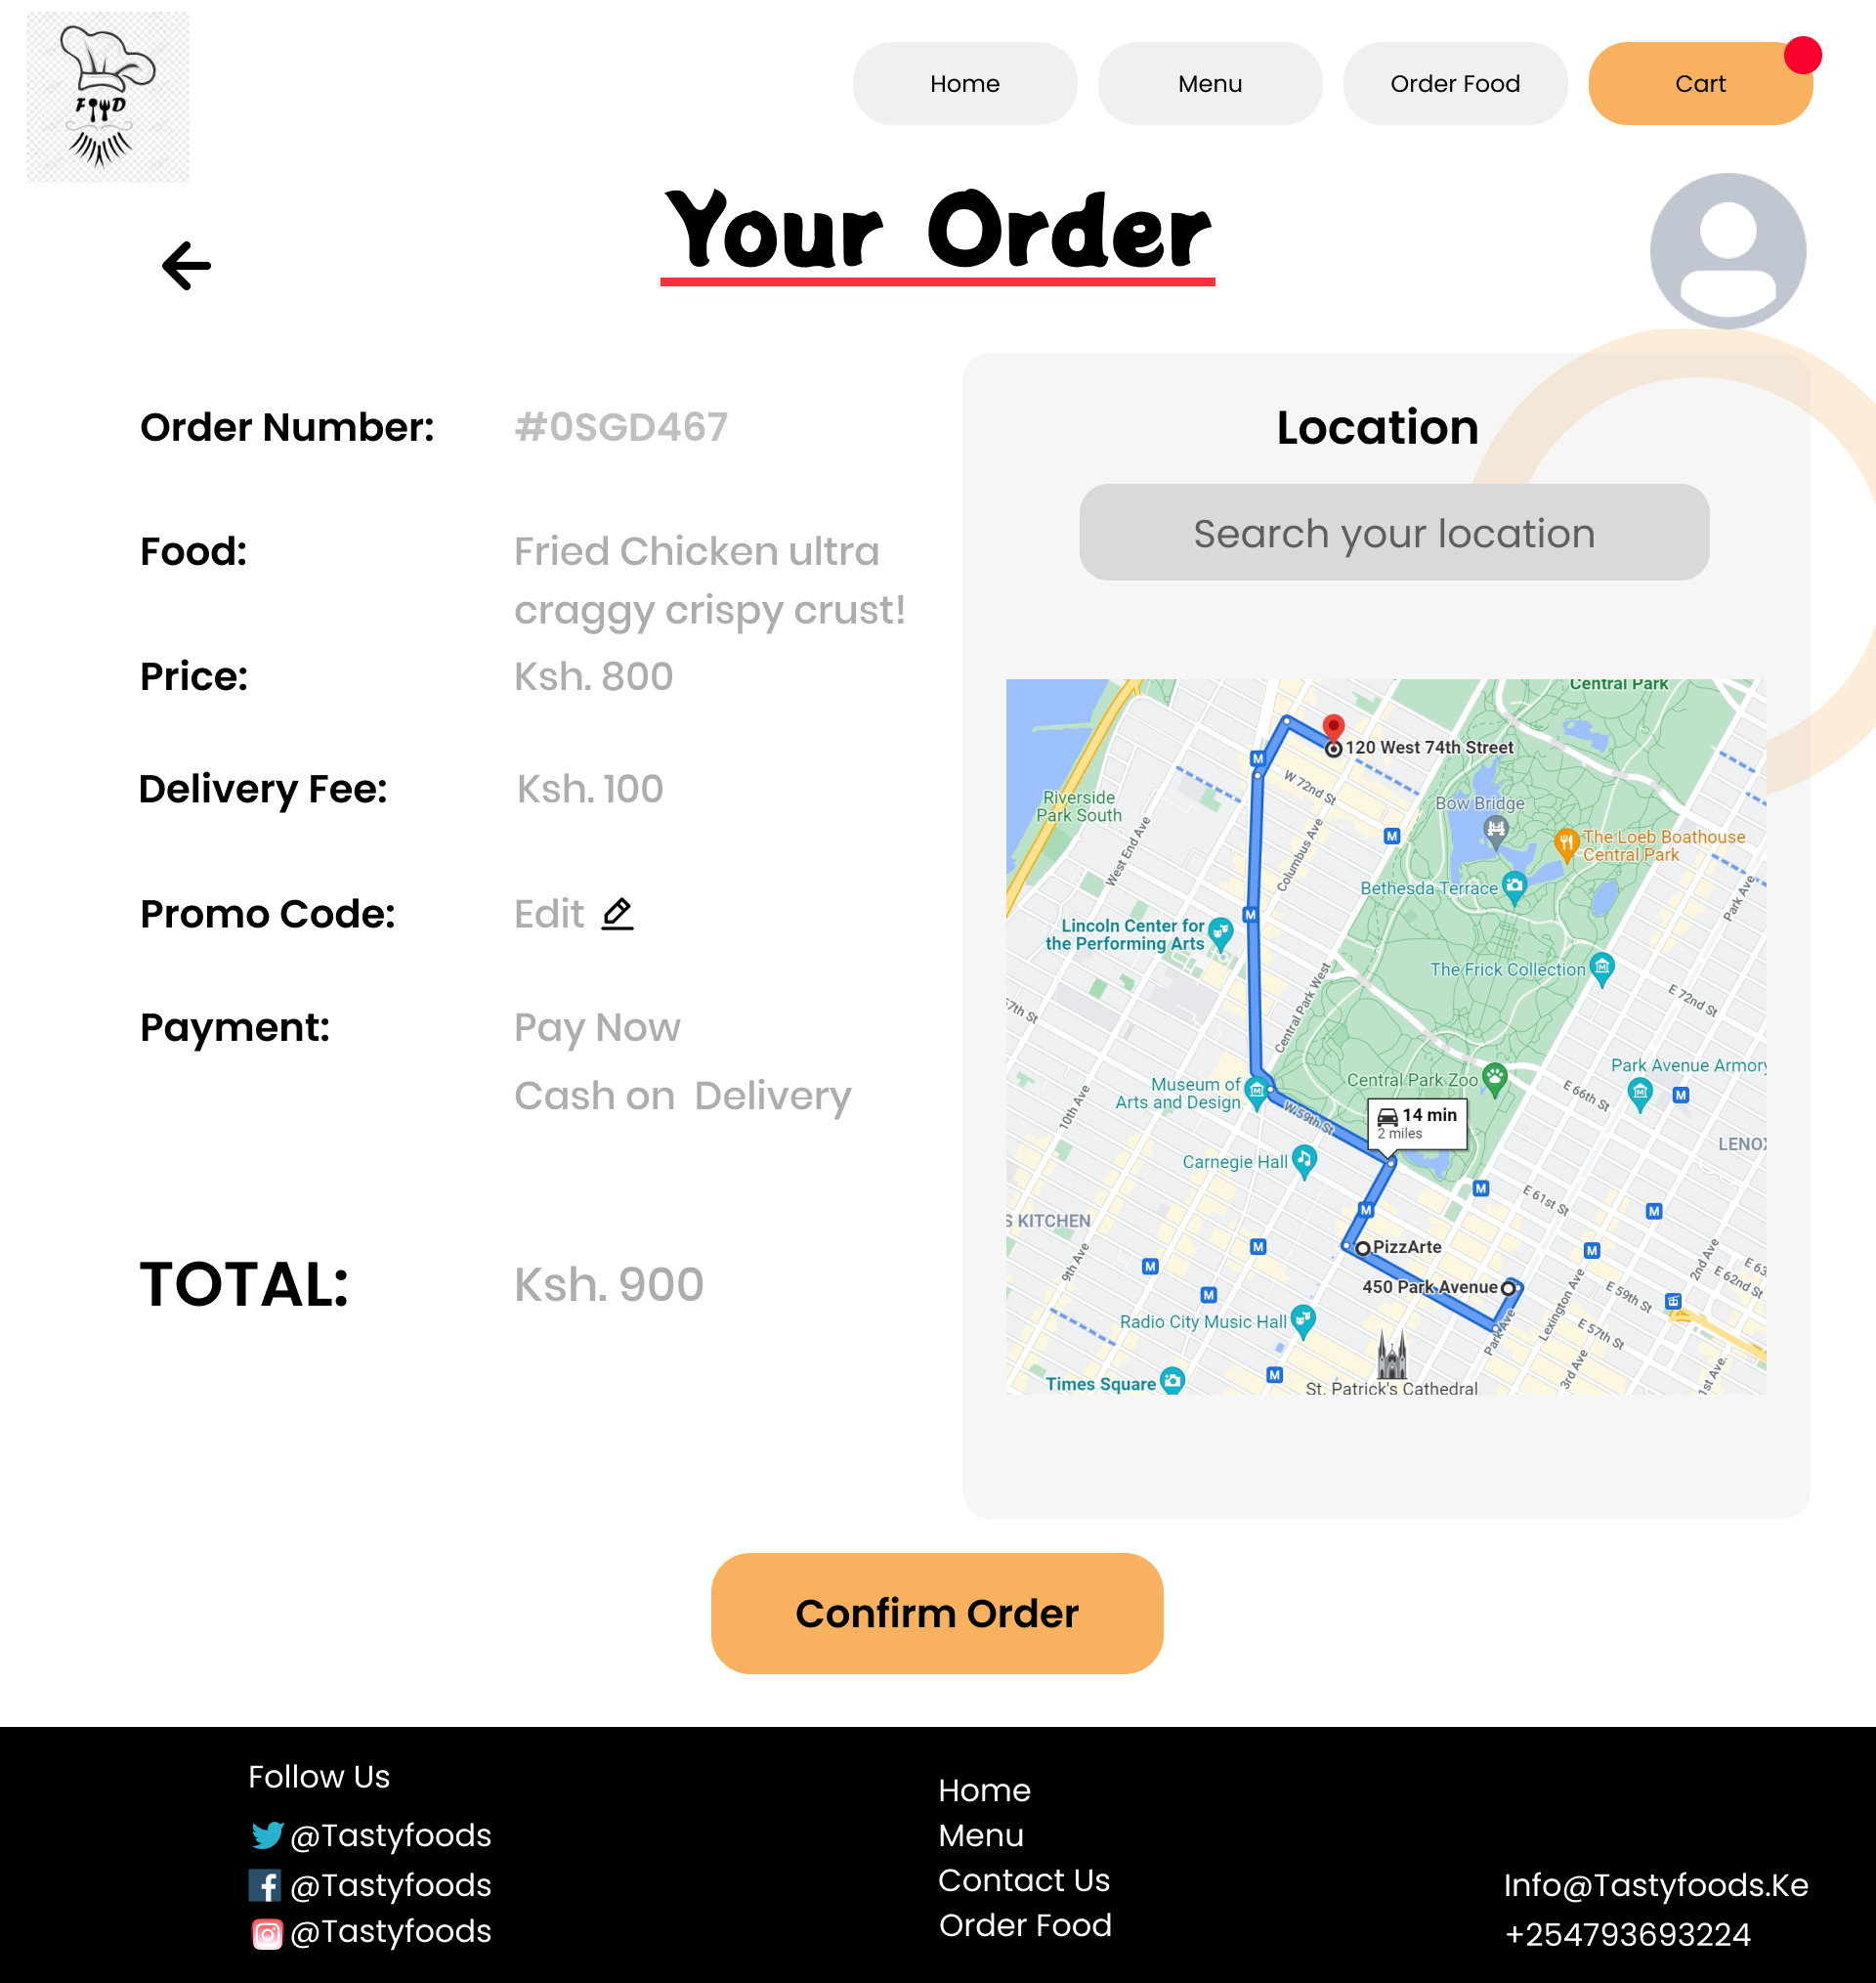 FOOD
Home
Menu
Order Food
Cart
Your Order
Order Number:
#0SGD467
Food:
Fried Chicken ultra
craggy crispy crust!
Price:
Ksh. 800
Delivery Fee:
Ksh. 100
Promo Code:
Edit
Payment:
Pay Now
Cash on Delivery
TOTAL:
Ksh. 900
Location
Search your location
Central Park
120 West 74th Street
W 72nd St
Riverside
Park South
West End Ave
Columbus Ave
Bow Bridge
The Loeb Boathouse
Central Park
Bethesda Terrace
Park Ave
Lincoln Center for
the Performing Arts
The Frick Collection
Central Park West
E 72nd St
57th St
Museum of
Arts and Design
Central Park Zoo
Park Avenue Armory
E 66th St
10th Ave
W 59th St
14 min
2 miles
LENOX
Carnegie Hall
E 61st St
S KITCHEN
9th Ave
PizzArte
450 Park Avenue
2nd Ave
E 63
E 62nd St
E 59th St
Lexington Ave
Radio City Music Hall
Park Ave
E 57th St
3rd Ave
1st Ave
Times Square
St. Patrick's Cathedral
Confirm Order
Follow Us
@Tastyfoods
@Tastyfoods
@Tastyfoods
Home
Menu
Contact Us
Order Food
Info@Tastyfoods.Ke
+254793693224